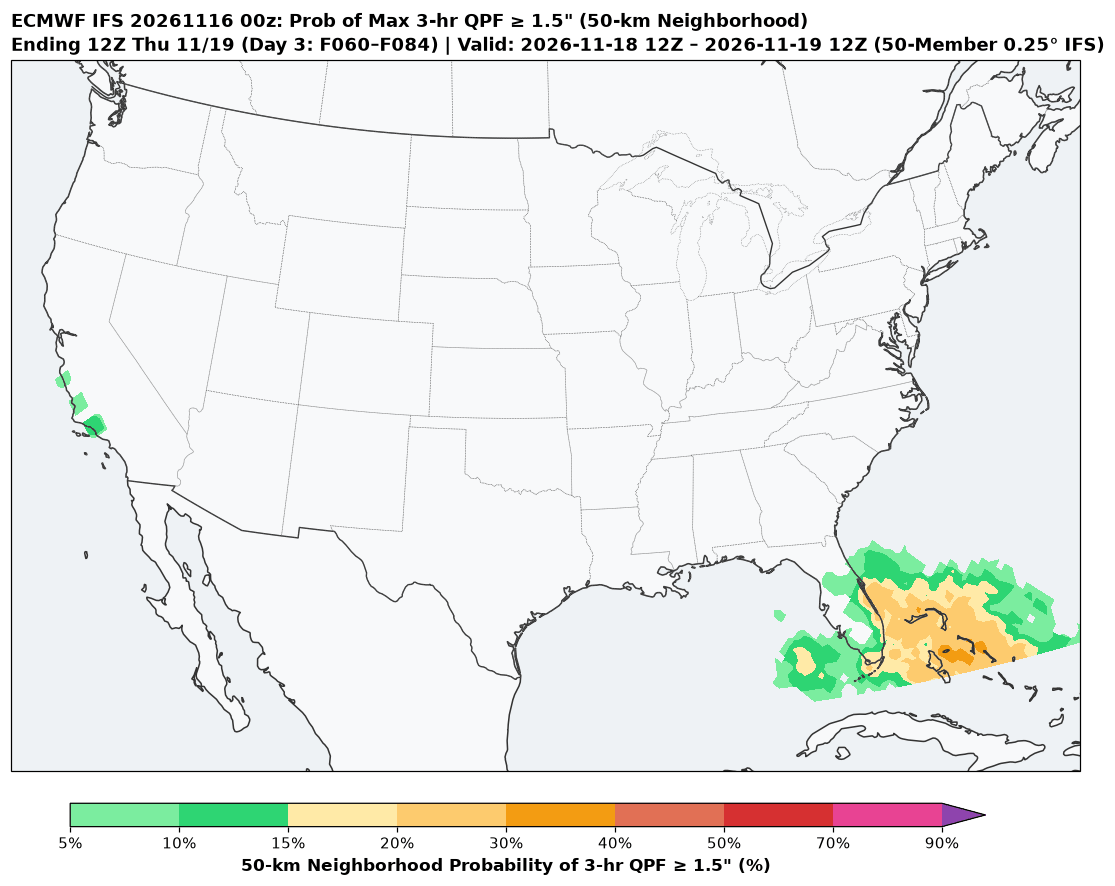 ECMWF IFS 20261116 00z: Prob of Max 3-hr QPF ≥ 1.5" (50-km Neighborhood)
Ending 12Z Thu 11/19 (Day 3: F060–F084) | Valid: 2026-11-18 12Z – 2026-11-19 12Z (50-Member 0.25° IFS)
5% 10% 15% 20% 30% 40% 50% 70% 90%
50-km Neighborhood Probability of 3-hr QPF ≥ 1.5" (%)